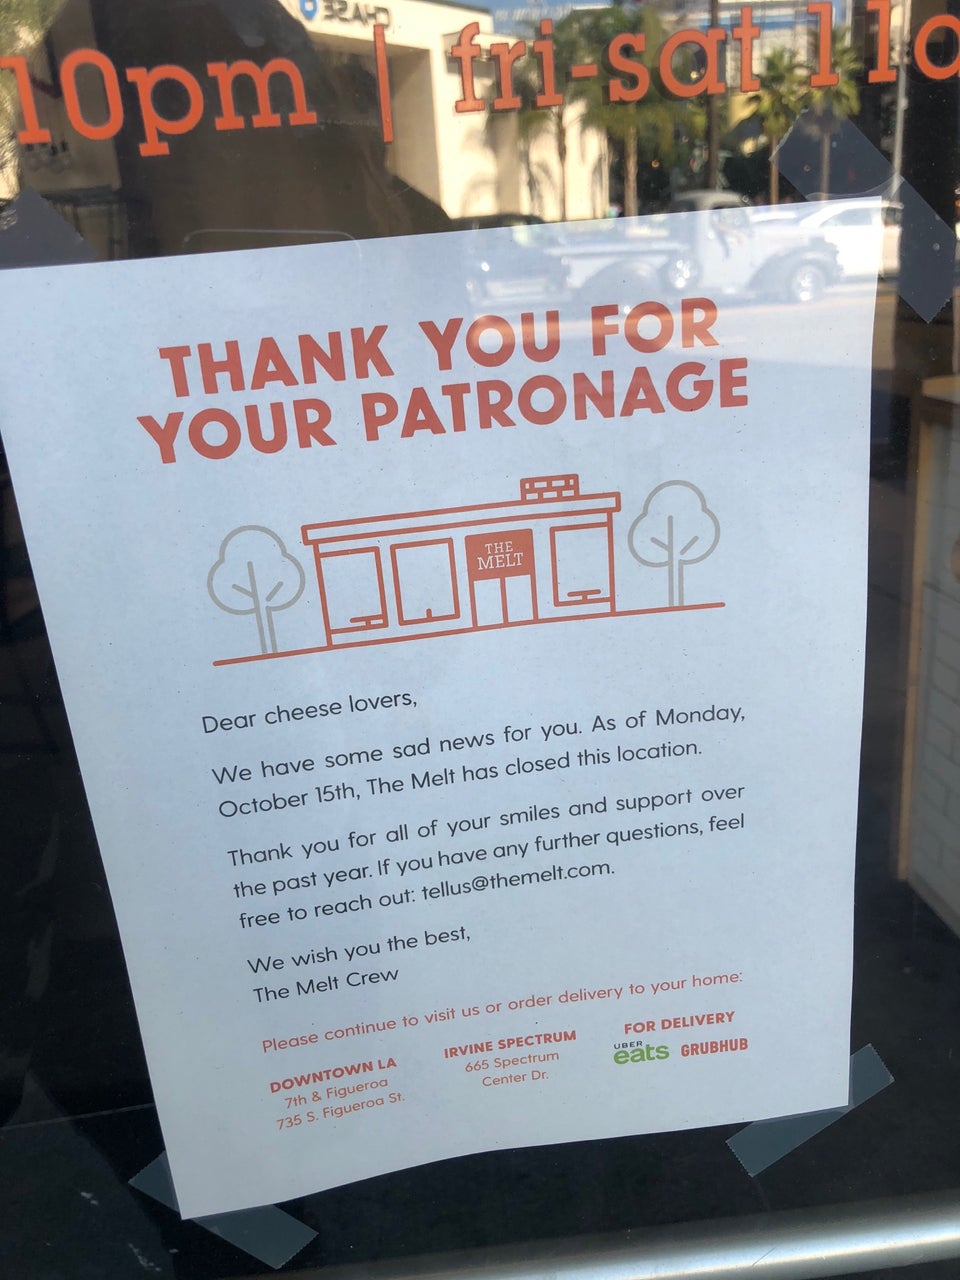 CHASE
10pm | fri-sat 11a
THANK YOU FOR
YOUR PATRONAGE
THE
MELT
Dear cheese lovers,
We have some sad news for you. As of Monday,
October 15th, The Melt has closed this location.
Thank you for all of your smiles and support over
the past year. If you have any further questions, feel
free to reach out: tellus@themelt.com.
We wish you the best,
The Melt Crew
Please continue to visit us or order delivery to your home:
DOWNTOWN LA
7th & Figueroa
735 S. Figueroa St.
IRVINE SPECTRUM
665 Spectrum
Center Dr.
FOR DELIVERY
UBER
eats GRUBHUB